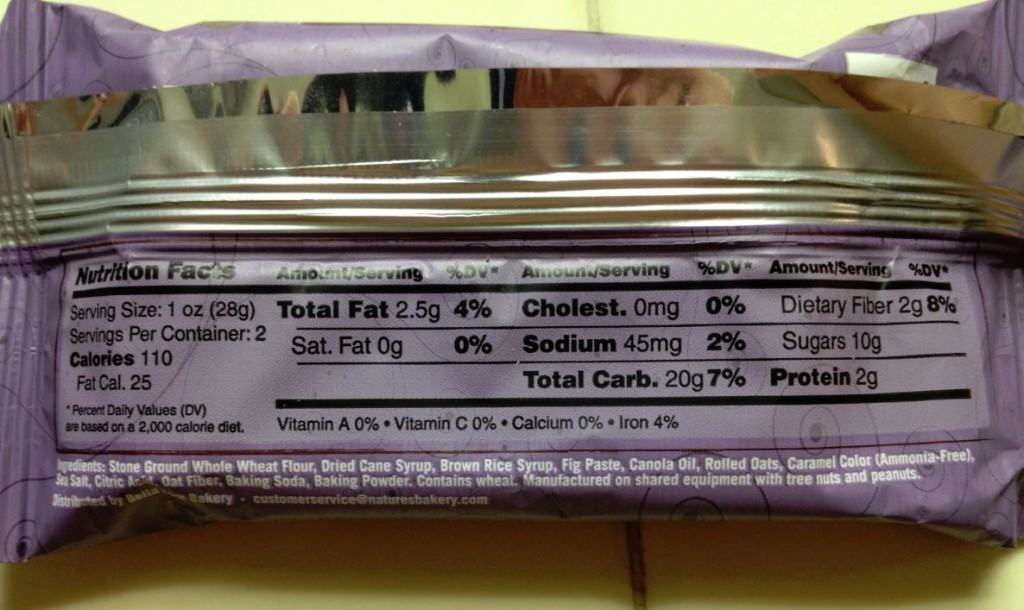 Nutrition Facts Amount/Serving %DV* Amount/Serving %DV* Amount/Serving %DV*
Serving Size: 1 oz (28g)
Servings Per Container: 2
Calories 110
Fat Cal. 25
* Percent Daily Values (DV)
are based on a 2,000 calorie diet.
Total Fat 2.5g 4% Cholest. 0mg 0% Dietary Fiber 2g 8%
Sat. Fat 0g 0% Sodium 45mg 2% Sugars 10g
Total Carb. 20g 7% Protein 2g
Vitamin A 0% • Vitamin C 0% • Calcium 0% • Iron 4%
Ingredients: Stone Ground Whole Wheat Flour, Dried Cane Syrup, Brown Rice Syrup, Fig Paste, Canola Oil, Rolled Oats, Caramel Color (Ammonia-Free),
Sea Salt, Citric Acid, Oat Fiber, Baking Soda, Baking Powder. Contains wheat. Manufactured on shared equipment with tree nuts and peanuts.
Distributed by Bella Bakery • customerservice@naturesbakery.com